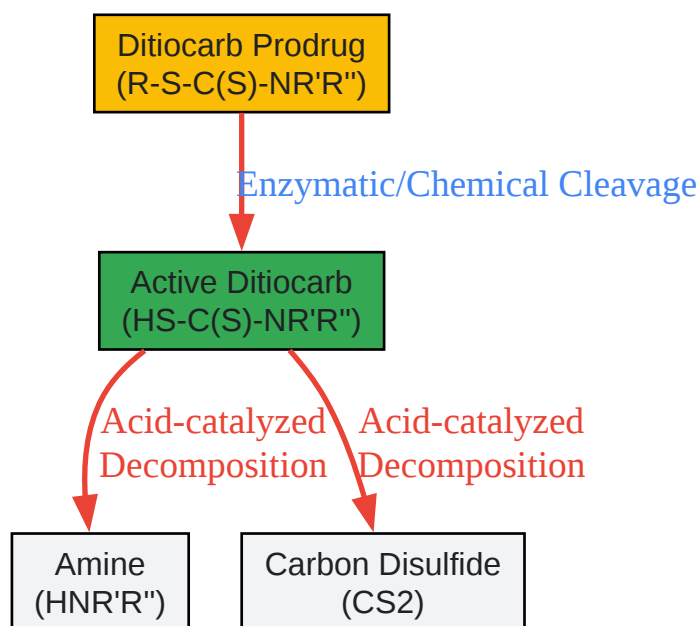 Ditiocarb Prodrug
(R-S-C(S)-NR'R")
Enzymatic/Chemical Cleavage
Active Ditiocarb
(HS-C(S)-NR'R")
Acid-catalyzed
Decomposition
Acid-catalyzed
Decomposition
Amine
(HNR'R")
Carbon Disulfide
(CS2)